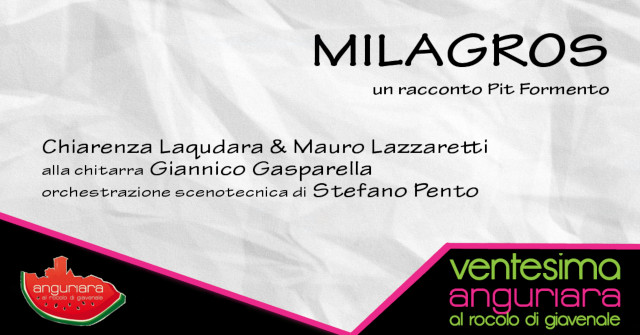 MILAGROS
un racconto Pit Formento
Chiarenza Laqudara & Mauro Lazzaretti
alla chitarra Giannico Gasparella
orchestrazione scenotecnica di Stefano Pento
anguriara
al rocolo di giavenale
ventesima
anguriara
al rocolo di giavenale